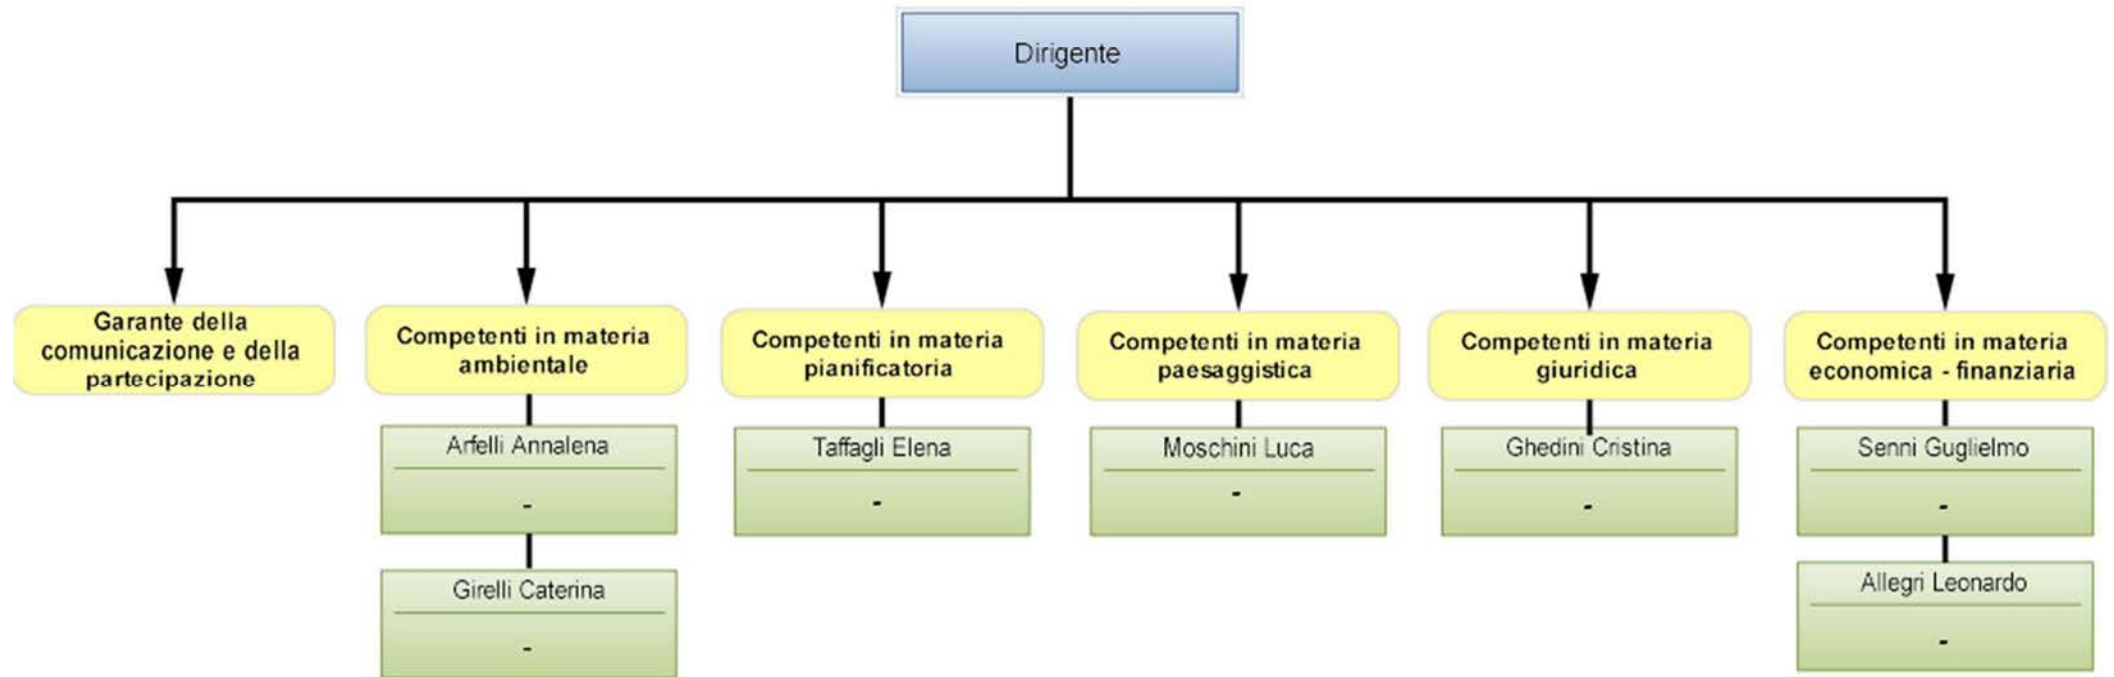 Dirigente
Garante della
comunicazione e della
partecipazione
Competenti in materia
ambientale
Arfelli Annalena
-
Girelli Caterina
-
Competenti in materia
pianificatoria
Taffagli Elena
-
Competenti in materia
paesaggistica
Moschini Luca
-
Competenti in materia
giuridica
Ghedini Cristina
-
Competenti in materia
economica - finanziaria
Senni Guglielmo
-
Allegri Leonardo
-